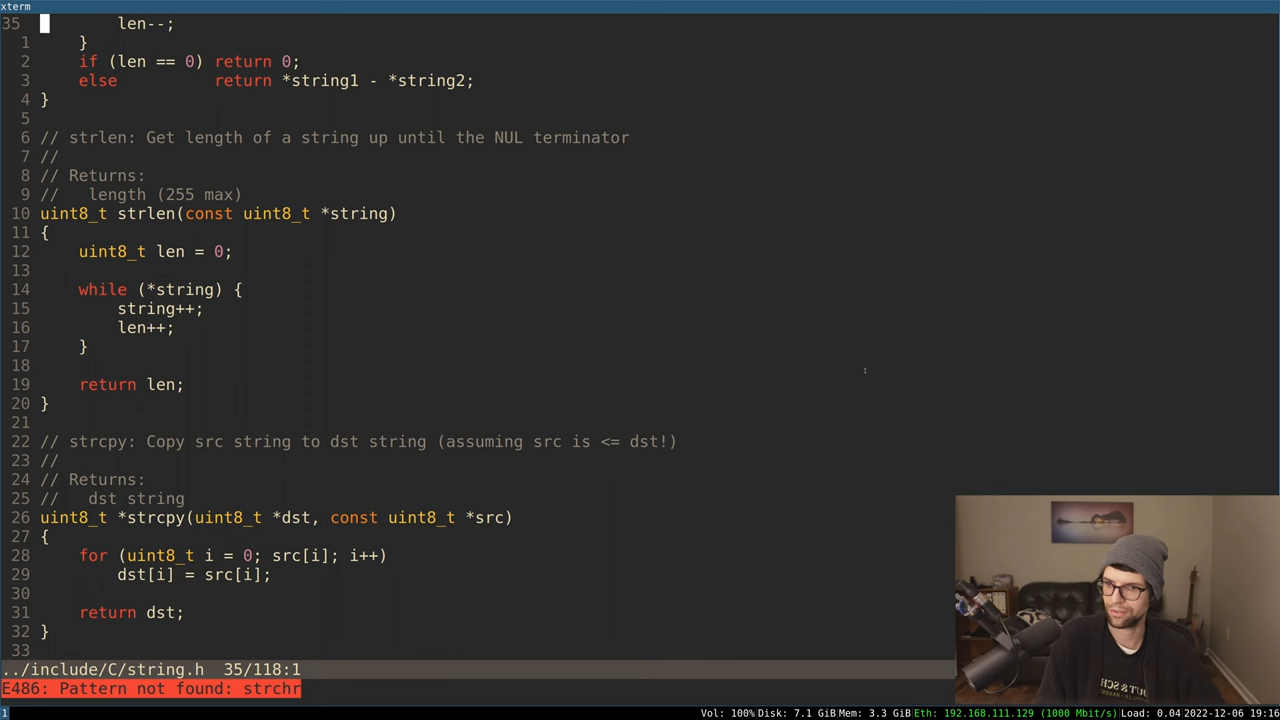 xterm
35 len--;
1 }
2 if (len == 0) return 0;
3 else return *string1 - *string2;
4 }
5
6 // strlen: Get length of a string up until the NUL terminator
7 //
8 // Returns:
9 // length (255 max)
10 uint8_t strlen(const uint8_t *string)
11 {
12 uint8_t len = 0;
13
14 while (*string) {
15 string++;
16 len++;
17 }
18
19 return len;
20 }
21
22 // strcpy: Copy src string to dst string (assuming src is <= dst!)
23 //
24 // Returns:
25 // dst string
26 uint8_t *strcpy(uint8_t *dst, const uint8_t *src)
27 {
28 for (uint8_t i = 0; src[i]; i++)
29 dst[i] = src[i];
30
31 return dst;
32 }
33
../include/C/string.h 35/118:1
E486: Pattern not found: strchr
1 Vol: 100% Disk: 7.1 GiB Mem: 3.3 GiB Eth: 192.168.111.129 (1000 Mbit/s) Load: 0.04 2022-12-06 19:16